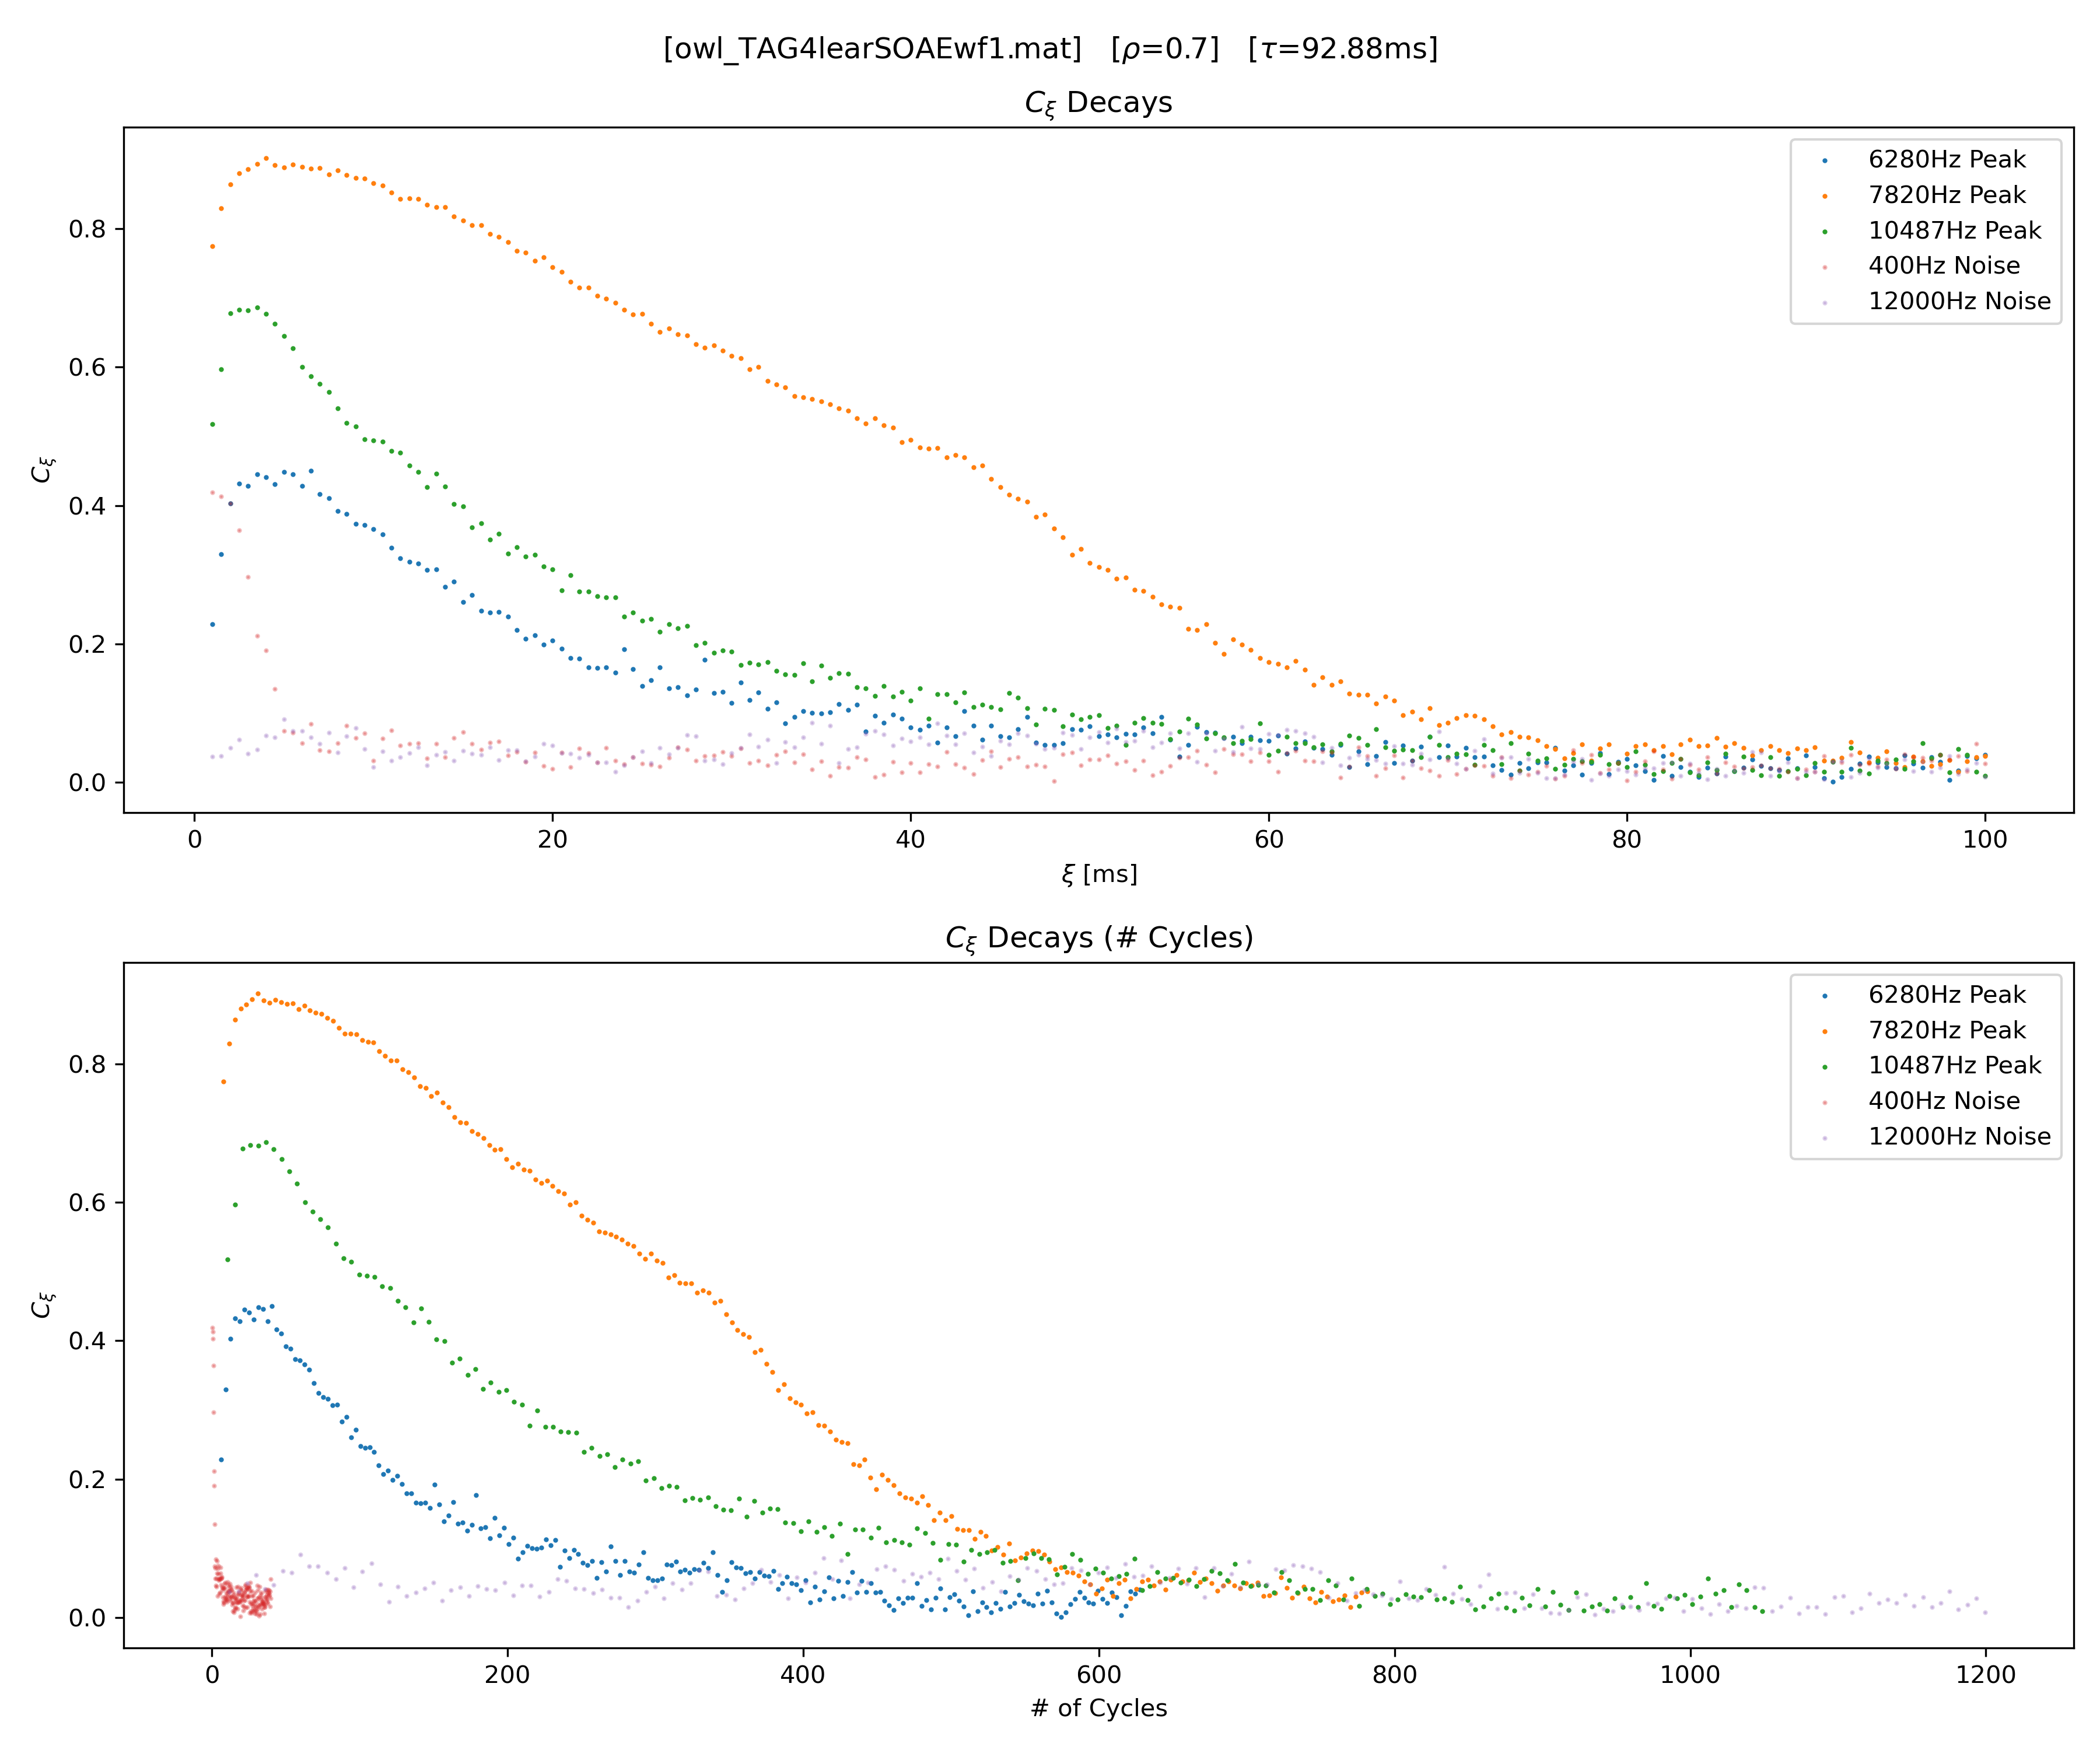 [owl_TAG4learSOAEwf1.mat] [ρ=0.7] [τ=92.88ms]
C_ξ Decays
6280Hz Peak
7820Hz Peak
10487Hz Peak
400Hz Noise
12000Hz Noise
C_ξ
0.8
0.6
0.4
0.2
0.0
0 20 40 60 80 100
ξ [ms]
C_ξ Decays (# Cycles)
6280Hz Peak
7820Hz Peak
10487Hz Peak
400Hz Noise
12000Hz Noise
C_ξ
0.8
0.6
0.4
0.2
0.0
0 200 400 600 800 1000 1200
# of Cycles